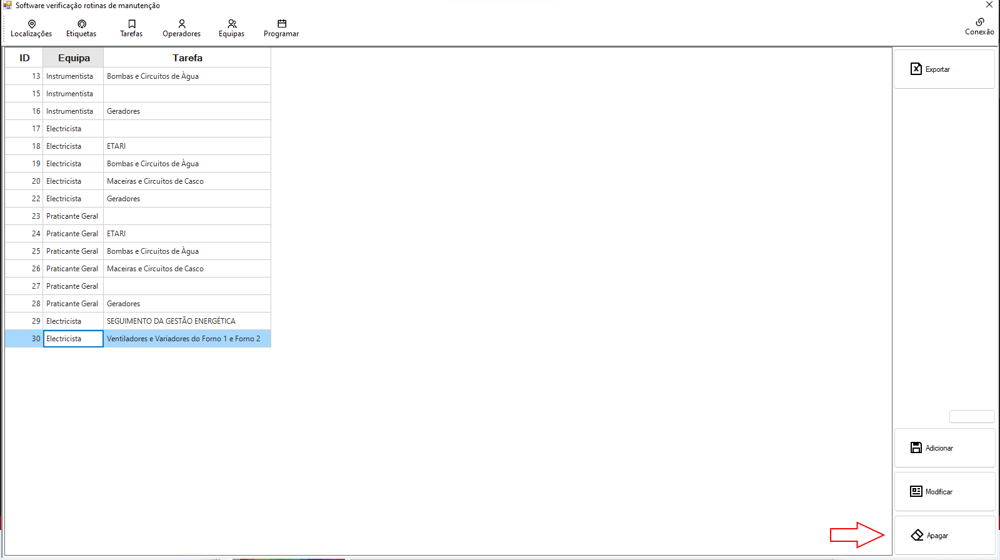 Software verificação rotinas de manutenção
Localizações Etiquetas Tarefas Operadores Equipas Programar Conexão
ID Equipa Tarefa
13 Instrumentista Bombas e Circuitos de Àgua
15 Instrumentista
16 Instrumentista Geradores
17 Electricista
18 Electricista ETARI
19 Electricista Bombas e Circuitos de Àgua
20 Electricista Maceiras e Circuitos de Casco
22 Electricista Geradores
23 Praticante Geral
24 Praticante Geral ETARI
25 Praticante Geral Bombas e Circuitos de Àgua
26 Praticante Geral Maceiras e Circuitos de Casco
27 Praticante Geral
28 Praticante Geral Geradores
29 Electricista SEGUIMENTO DA GESTÃO ENERGÉTICA
30 Electricista Ventiladores e Variadores do Forno 1 e Forno 2
Exportar
Adicionar
Modificar
Apagar